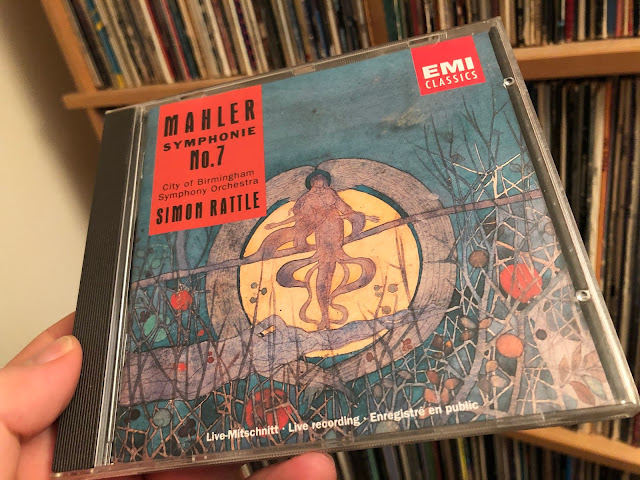 MAHLER
SYMPHONIE
No.7
City of Birmingham
Symphony Orchestra
SIMON RATTLE
EMI
CLASSICS
Live-Mitschnitt · Live recording · Enregistré en public